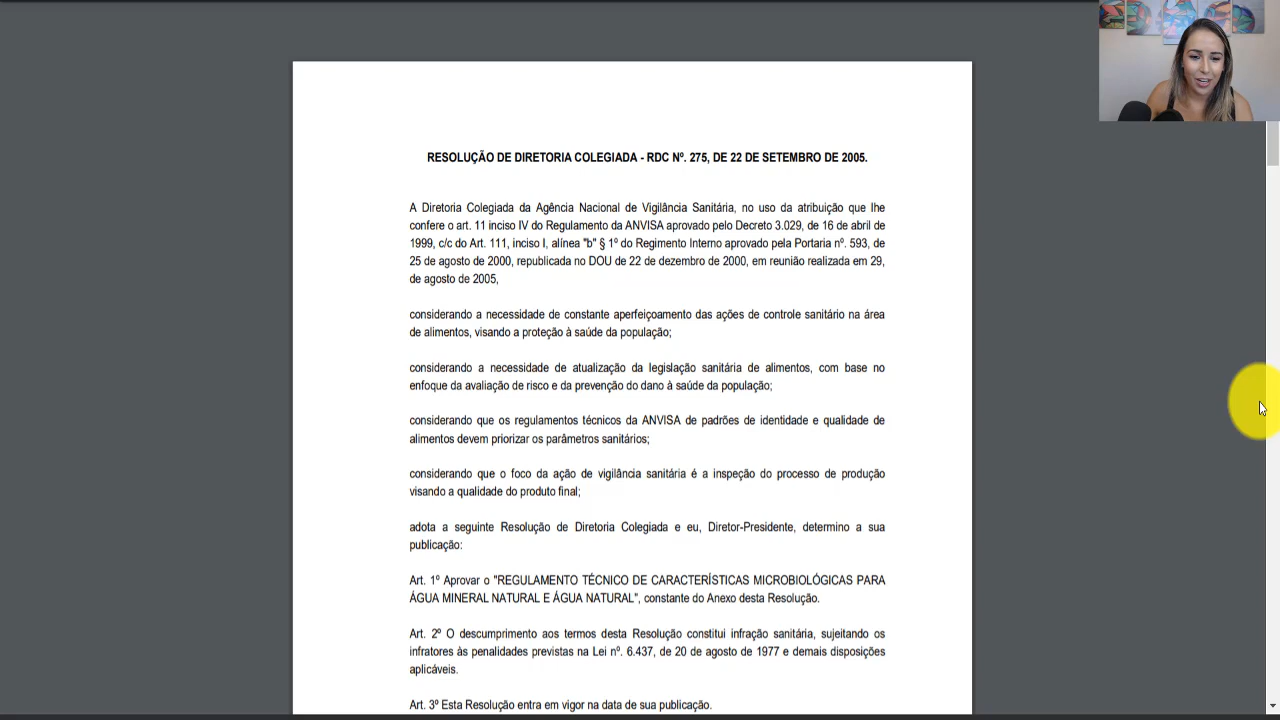 RESOLUÇÃO DE DIRETORIA COLEGIADA - RDC Nº. 275, DE 22 DE SETEMBRO DE 2005.
A Diretoria Colegiada da Agência Nacional de Vigilância Sanitária, no uso da atribuição que lhe
confere o art. 11 inciso IV do Regulamento da ANVISA aprovado pelo Decreto 3.029, de 16 de abril de
1999, c/c do Art. 111, inciso I, alínea "b" § 1º do Regimento Interno aprovado pela Portaria nº. 593, de
25 de agosto de 2000, republicada no DOU de 22 de dezembro de 2000, em reunião realizada em 29,
de agosto de 2005,
considerando a necessidade de constante aperfeiçoamento das ações de controle sanitário na área
de alimentos, visando a proteção à saúde da população;
considerando a necessidade de atualização da legislação sanitária de alimentos, com base no
enfoque da avaliação de risco e da prevenção do dano à saúde da população;
considerando que os regulamentos técnicos da ANVISA de padrões de identidade e qualidade de
alimentos devem priorizar os parâmetros sanitários;
considerando que o foco da ação de vigilância sanitária é a inspeção do processo de produção
visando a qualidade do produto final;
adota a seguinte Resolução de Diretoria Colegiada e eu, Diretor-Presidente, determino a sua
publicação:
Art. 1º Aprovar o "REGULAMENTO TÉCNICO DE CARACTERÍSTICAS MICROBIOLÓGICAS PARA
ÁGUA MINERAL NATURAL E ÁGUA NATURAL", constante do Anexo desta Resolução.
Art. 2º O descumprimento aos termos desta Resolução constitui infração sanitária, sujeitando os
infratores às penalidades previstas na Lei nº. 6.437, de 20 de agosto de 1977 e demais disposições
aplicáveis.
Art. 3º Esta Resolução entra em vigor na data de sua publicação.